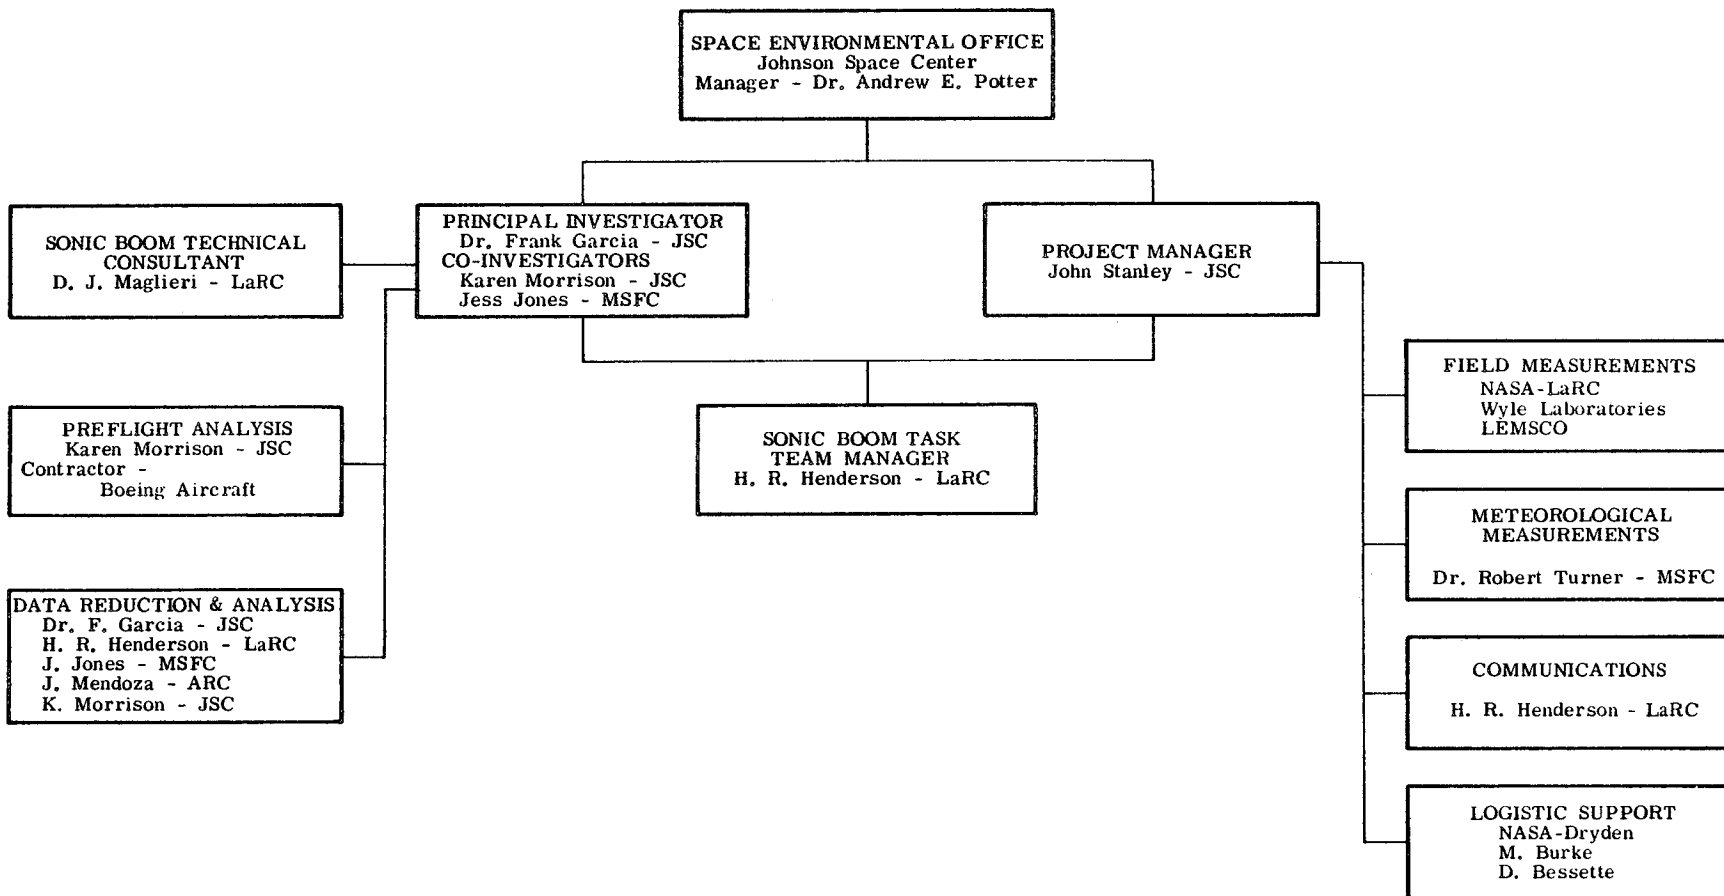 SPACE ENVIRONMENTAL OFFICE
Johnson Space Center
Manager - Dr. Andrew E. Potter
SONIC BOOM TECHNICAL
CONSULTANT
D. J. Maglieri - LaRC
PRINCIPAL INVESTIGATOR
Dr. Frank Garcia - JSC
CO-INVESTIGATORS
Karen Morrison - JSC
Jess Jones - MSFC
PROJECT MANAGER
John Stanley - JSC
PREFLIGHT ANALYSIS
Karen Morrison - JSC
Contractor -
Boeing Aircraft
SONIC BOOM TASK
TEAM MANAGER
H. R. Henderson - LaRC
FIELD MEASUREMENTS
NASA-LaRC
Wyle Laboratories
LEMSCO
METEOROLOGICAL
MEASUREMENTS
Dr. Robert Turner - MSFC
DATA REDUCTION & ANALYSIS
Dr. F. Garcia - JSC
H. R. Henderson - LaRC
J. Jones - MSFC
J. Mendoza - ARC
K. Morrison - JSC
COMMUNICATIONS
H. R. Henderson - LaRC
LOGISTIC SUPPORT
NASA-Dryden
M. Burke
D. Bessette